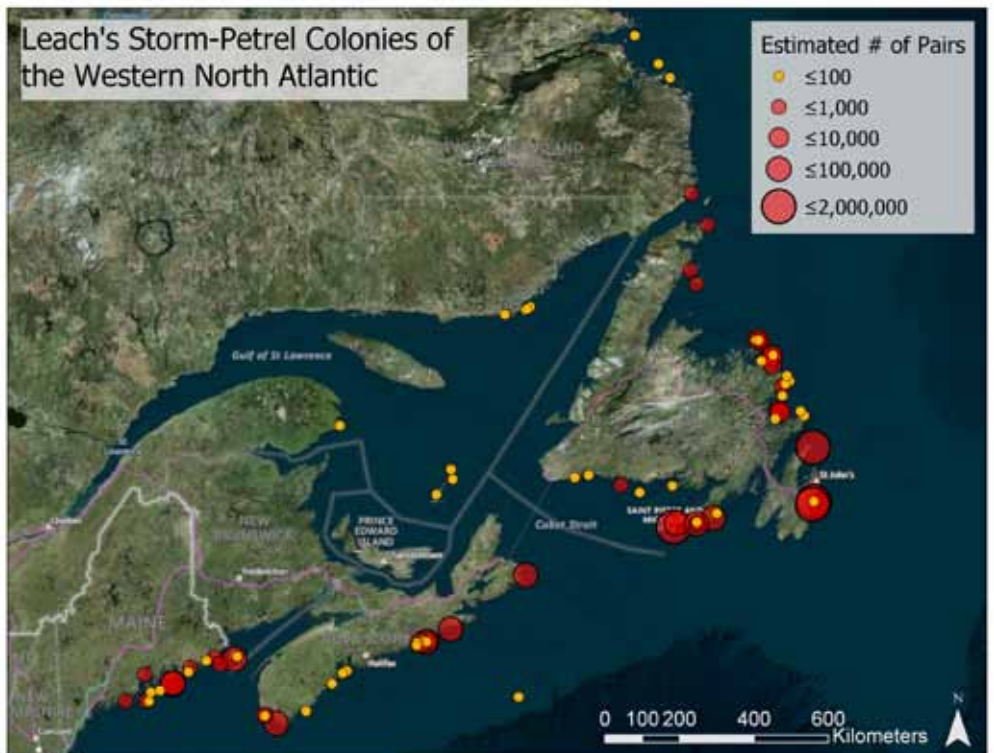 Leach's Storm-Petrel Colonies of
the Western North Atlantic
Estimated # of Pairs
≤100
≤1,000
≤10,000
≤100,000
≤2,000,000
Gulf of St Lawrence
St John's
Cabot Strait
PRINCE
EDWARD
ISLAND
NEW
BRUNSWICK
Fredericton
MAINE
Halifax
N
0 100 200 400 600
Kilometers